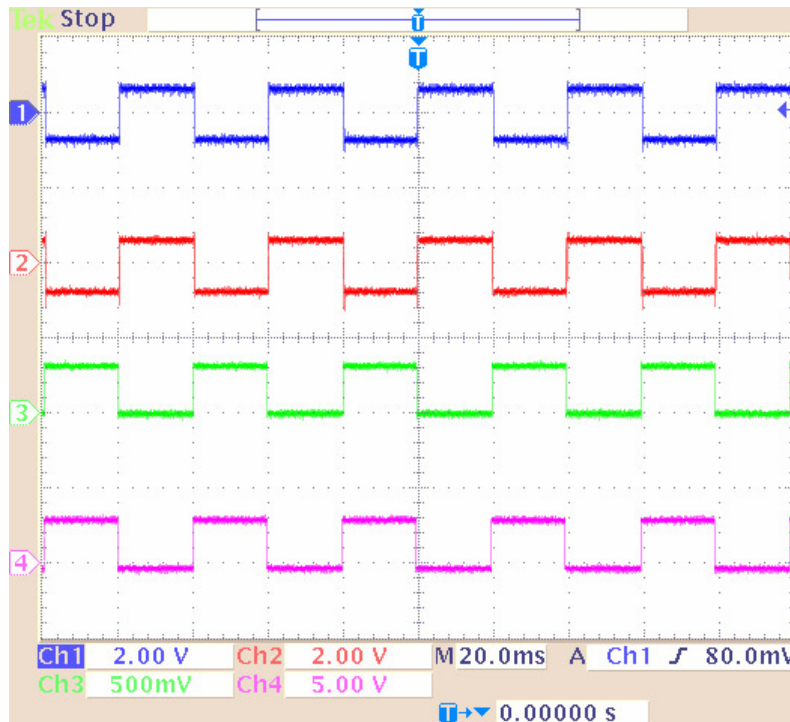 Tek Stop
T
T
1
2
3
4
Ch1 2.00 V Ch2 2.00 V M 20.0ms A Ch1 ʃ 80.0mV
Ch3 500mV Ch4 5.00 V
T→▼ 0.00000 s